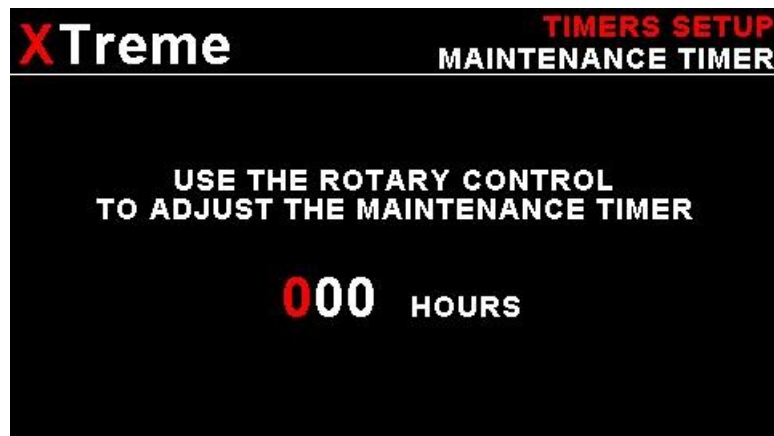 XTreme
TIMERS SETUP
MAINTENANCE TIMER
USE THE ROTARY CONTROL
TO ADJUST THE MAINTENANCE TIMER
000 HOURS